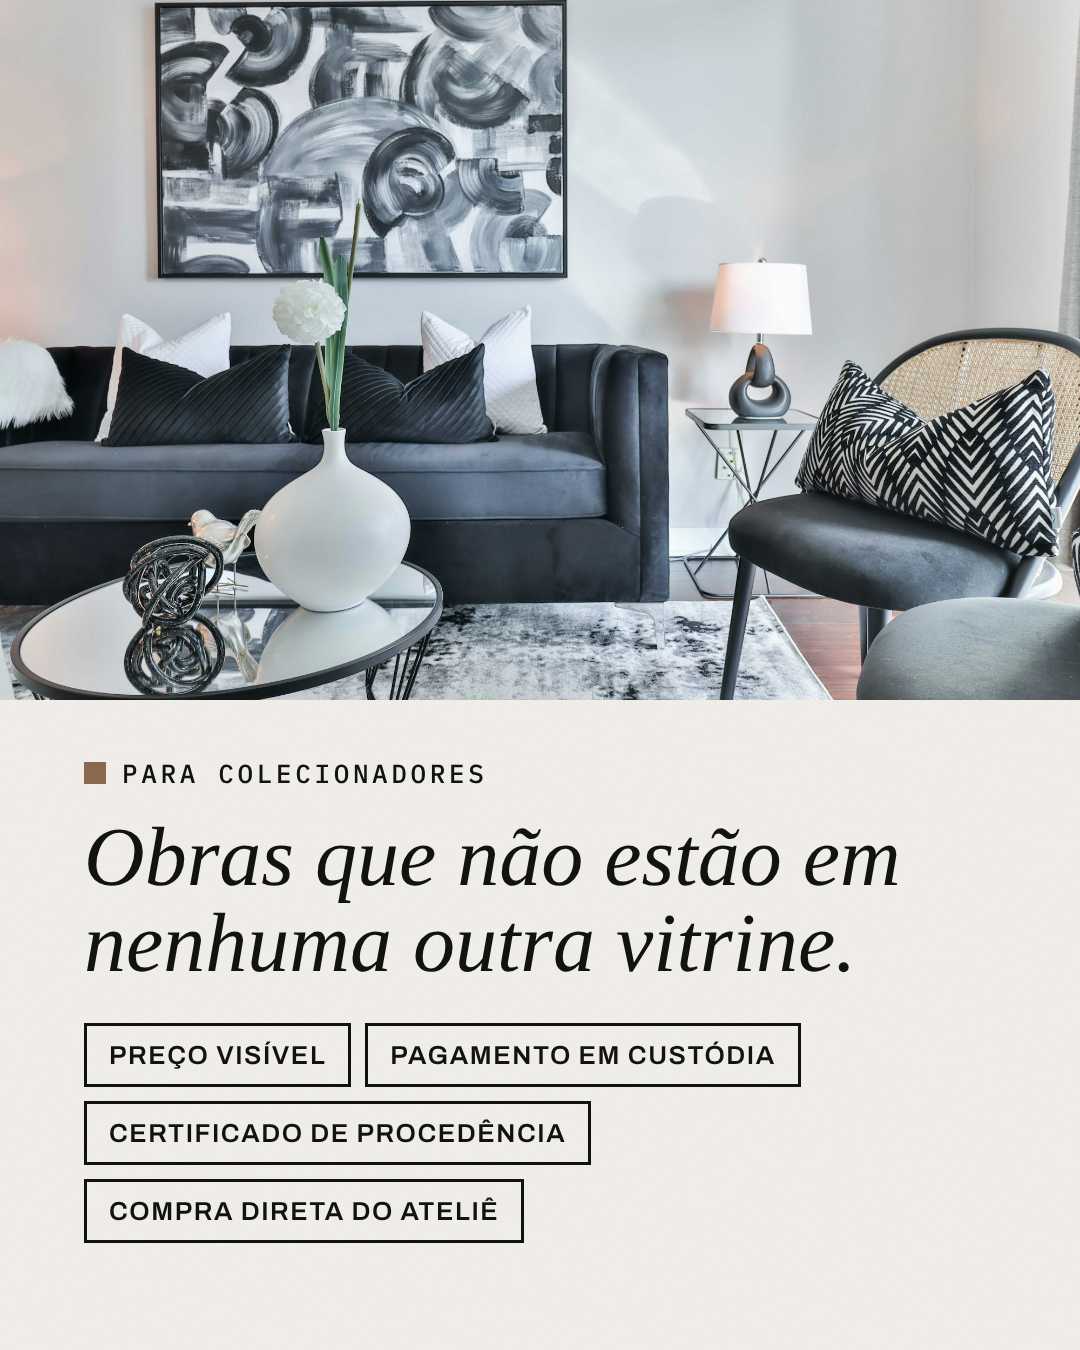 PARA COLECIONADORES
Obras que não estão em
nenhuma outra vitrine.
PREÇO VISÍVEL
PAGAMENTO EM CUSTÓDIA
CERTIFICADO DE PROCEDÊNCIA
COMPRA DIRETA DO ATELIÊ